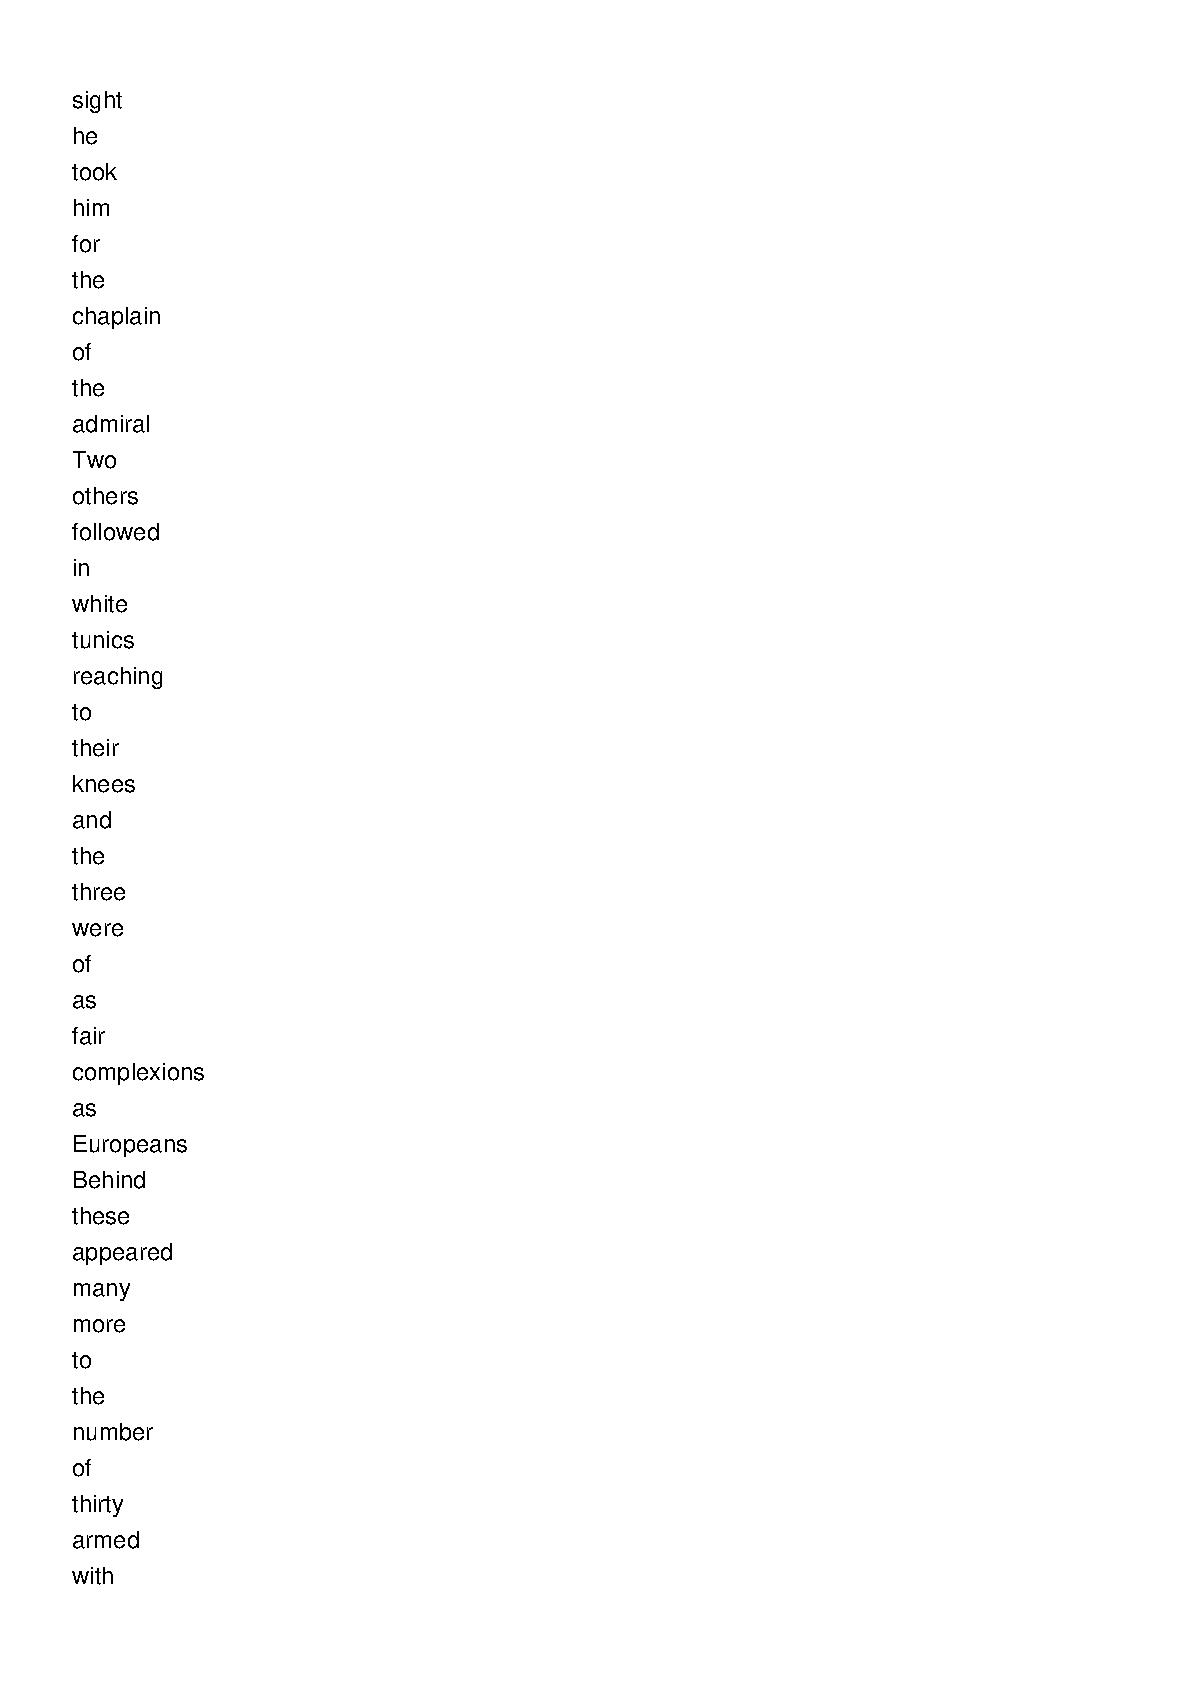 sight
he
took
him
for
the
chaplain
of
the
admiral
Two
others
followed
in
white
tunics
reaching
to
their
knees
and
the
three
were
of
as
fair
complexions
as
Europeans
Behind
these
appeared
many
more
to
the
number
of
thirty
armed
with